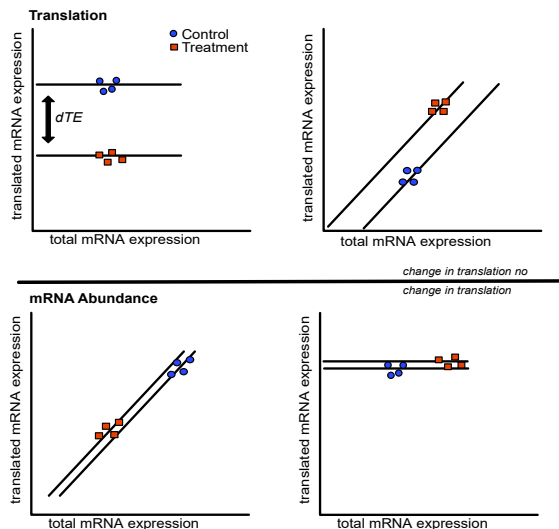 Translation
Control
Treatment
translated mRNA expression
dTE
total mRNA expression
translated mRNA expression
total mRNA expression
change in translation no
change in translation
mRNA Abundance
translated mRNA expression
total mRNA expression
translated mRNA expression
total mRNA expression